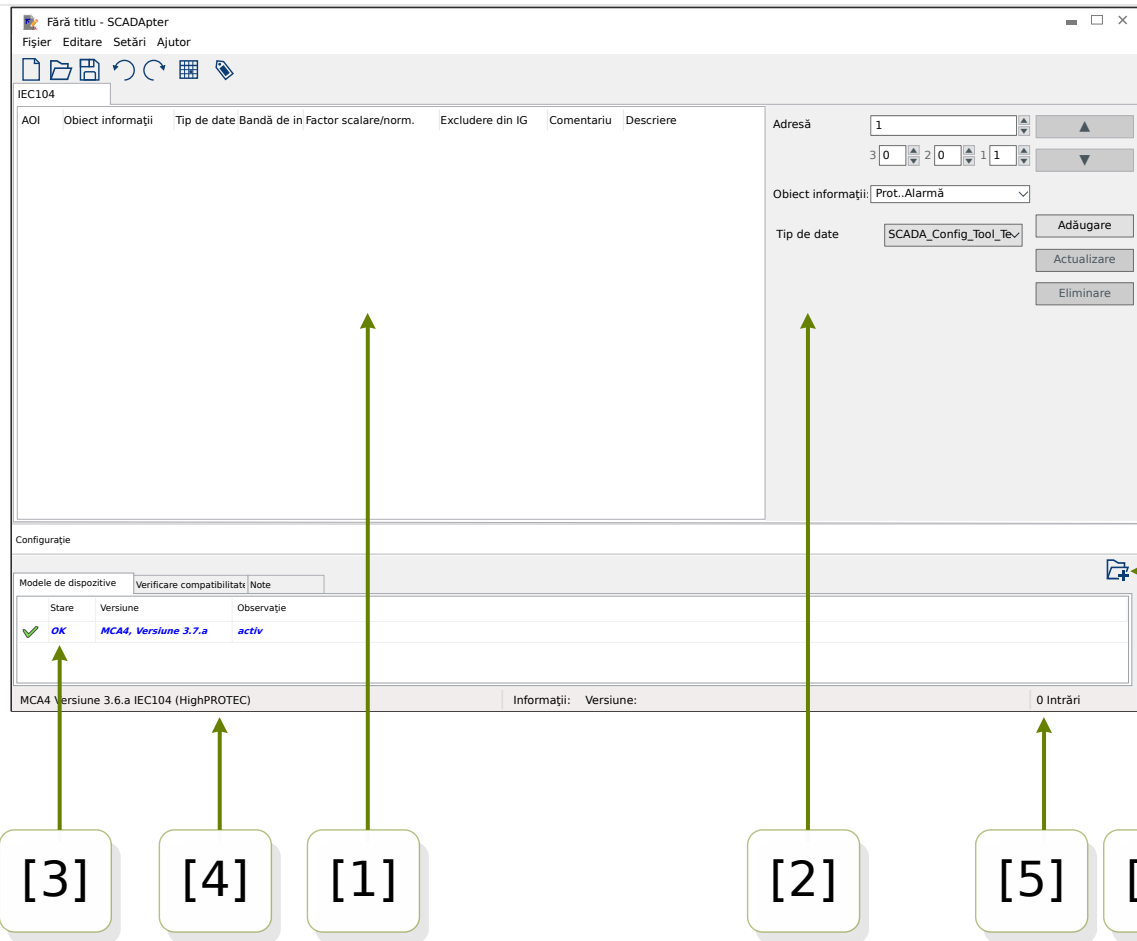 Fără titlu - SCADApter
Fişier Editare Setări Ajutor
IEC104
AOI Obiect informaţii Tip de date Bandă de in Factor scalare/norm. Excludere din IG Comentariu Descriere
Adresă 1
3 0 2 0 1 1
Obiect informaţii: Prot..Alarmă
Adăugare
Tip de date SCADA_Config_Tool_Te
Actualizare
Eliminare
Configuraţie
Modele de dispozitive Verificare compatibilitate Note
Stare Versiune Observaţie
OK MCA4, Versiune 3.7.a activ
MCA4 Versiune 3.6.a IEC104 (HighPROTEC) Informaţii: Versiune: 0 Intrări
[3] [4] [1] [2] [5] [